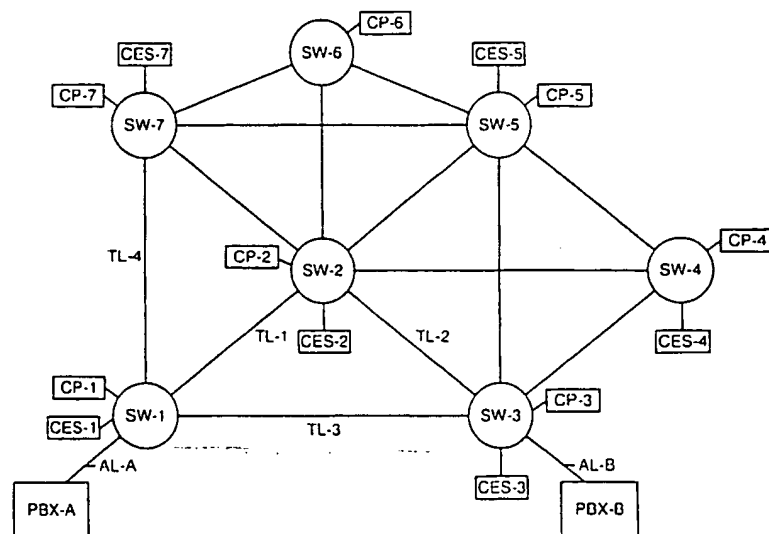 CP-6
SW-6
CES-7
CES-5
CP-7
CP-5
SW-7
SW-5
TL-4
CP-2
SW-2
CP-4
SW-4
TL-1
CES-2
TL-2
CES-4
CP-1
CES-1
SW-1
TL-3
SW-3
CP-3
AL-A
CES-3
AL-B
PBX-A
PBX-B